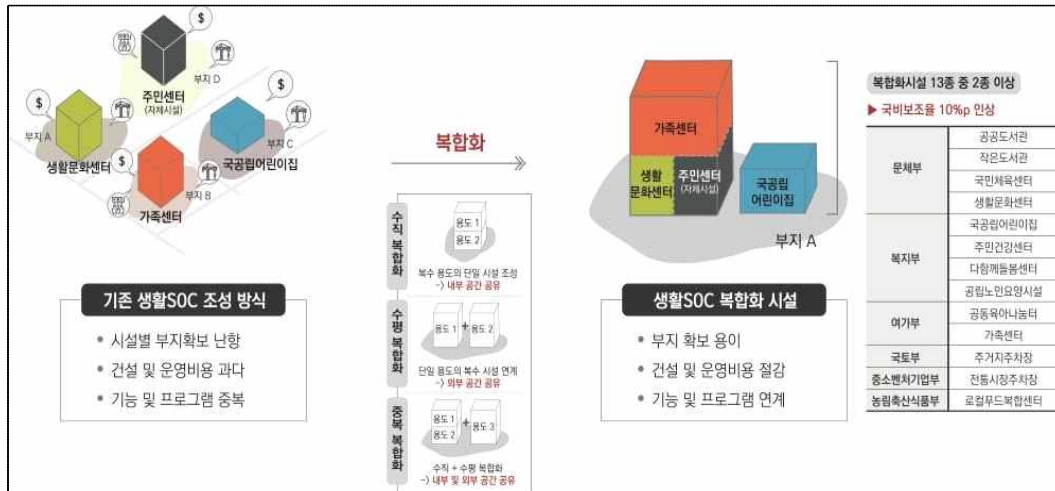 $
주민센터
(자체시설)
부지 D
$
부지 A
생활문화센터
$
부지 C
국공립어린이집
$
부지 B
가족센터
기존 생활SOC 조성 방식
• 시설별 부지확보 난항
• 건설 및 운영비용 과다
• 기능 및 프로그램 중복
복합화
수직 복합화
용도 1
용도 2
복수 용도의 단일 시설 조성
-> 내부 공간 공유
수평 복합화
용도 1 + 용도 2
단일 용도의 복수 시설 연계
-> 외부 공간 공유
중복 복합화
용도 1
용도 2
+ 용도 3
수직 + 수평 복합화
-> 내부 및 외부 공간 공유
가족센터
생활
문화센터
주민센터
(자체시설)
국공립
어린이집
부지 A
생활SOC 복합화 시설
• 부지 확보 용이
• 건설 및 운영비용 절감
• 기능 및 프로그램 연계
복합화시설 13종 중 2종 이상
▶ 국비보조율 10%p 인상
문체부
공공도서관
작은도서관
국민체육센터
생활문화센터
복지부
국공립어린이집
주민건강센터
다함께돌봄센터
공립노인요양시설
여가부
공동육아나눔터
가족센터
국토부 주거지주차장
중소벤처기업부 전통시장주차장
농림축산식품부 로컬푸드복합센터